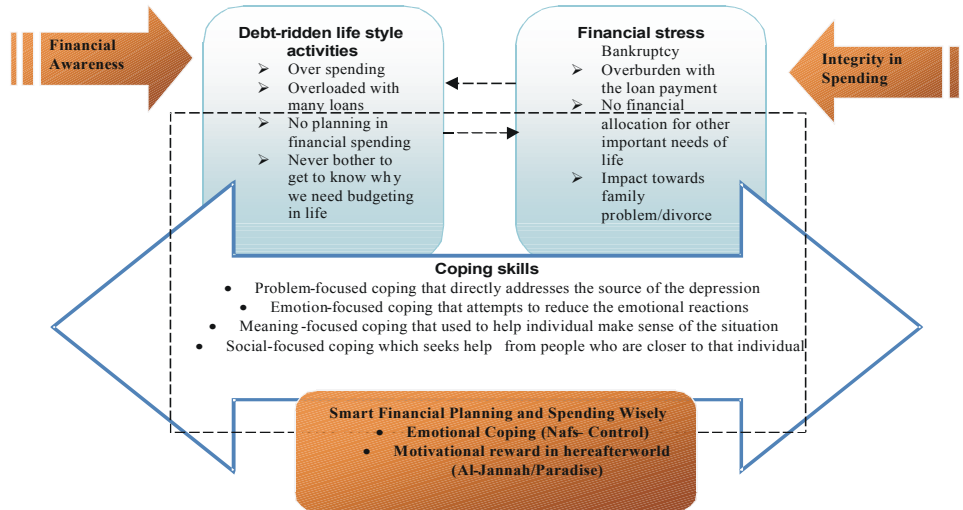 Financial
Awareness
Debt-ridden life style
activities
➢ Over spending
➢ Overloaded with
many loans
➢ No planning in
financial spending
➢ Never bother to
get to know why
we need budgeting
in life
Financial stress
Bankruptcy
➢ Overburden with
the loan payment
➢ No financial
allocation for other
important needs of
life
➢ Impact towards
family
problem/divorce
Integrity in
Spending
Coping skills
• Problem-focused coping that directly addresses the source of the depression
• Emotion-focused coping that attempts to reduce the emotional reactions
• Meaning-focused coping that used to help individual make sense of the situation
• Social-focused coping which seeks help from people who are closer to that individual
Smart Financial Planning and Spending Wisely
• Emotional Coping (Nafs- Control)
• Motivational reward in hereafterworld
(Al-Jannah/Paradise)